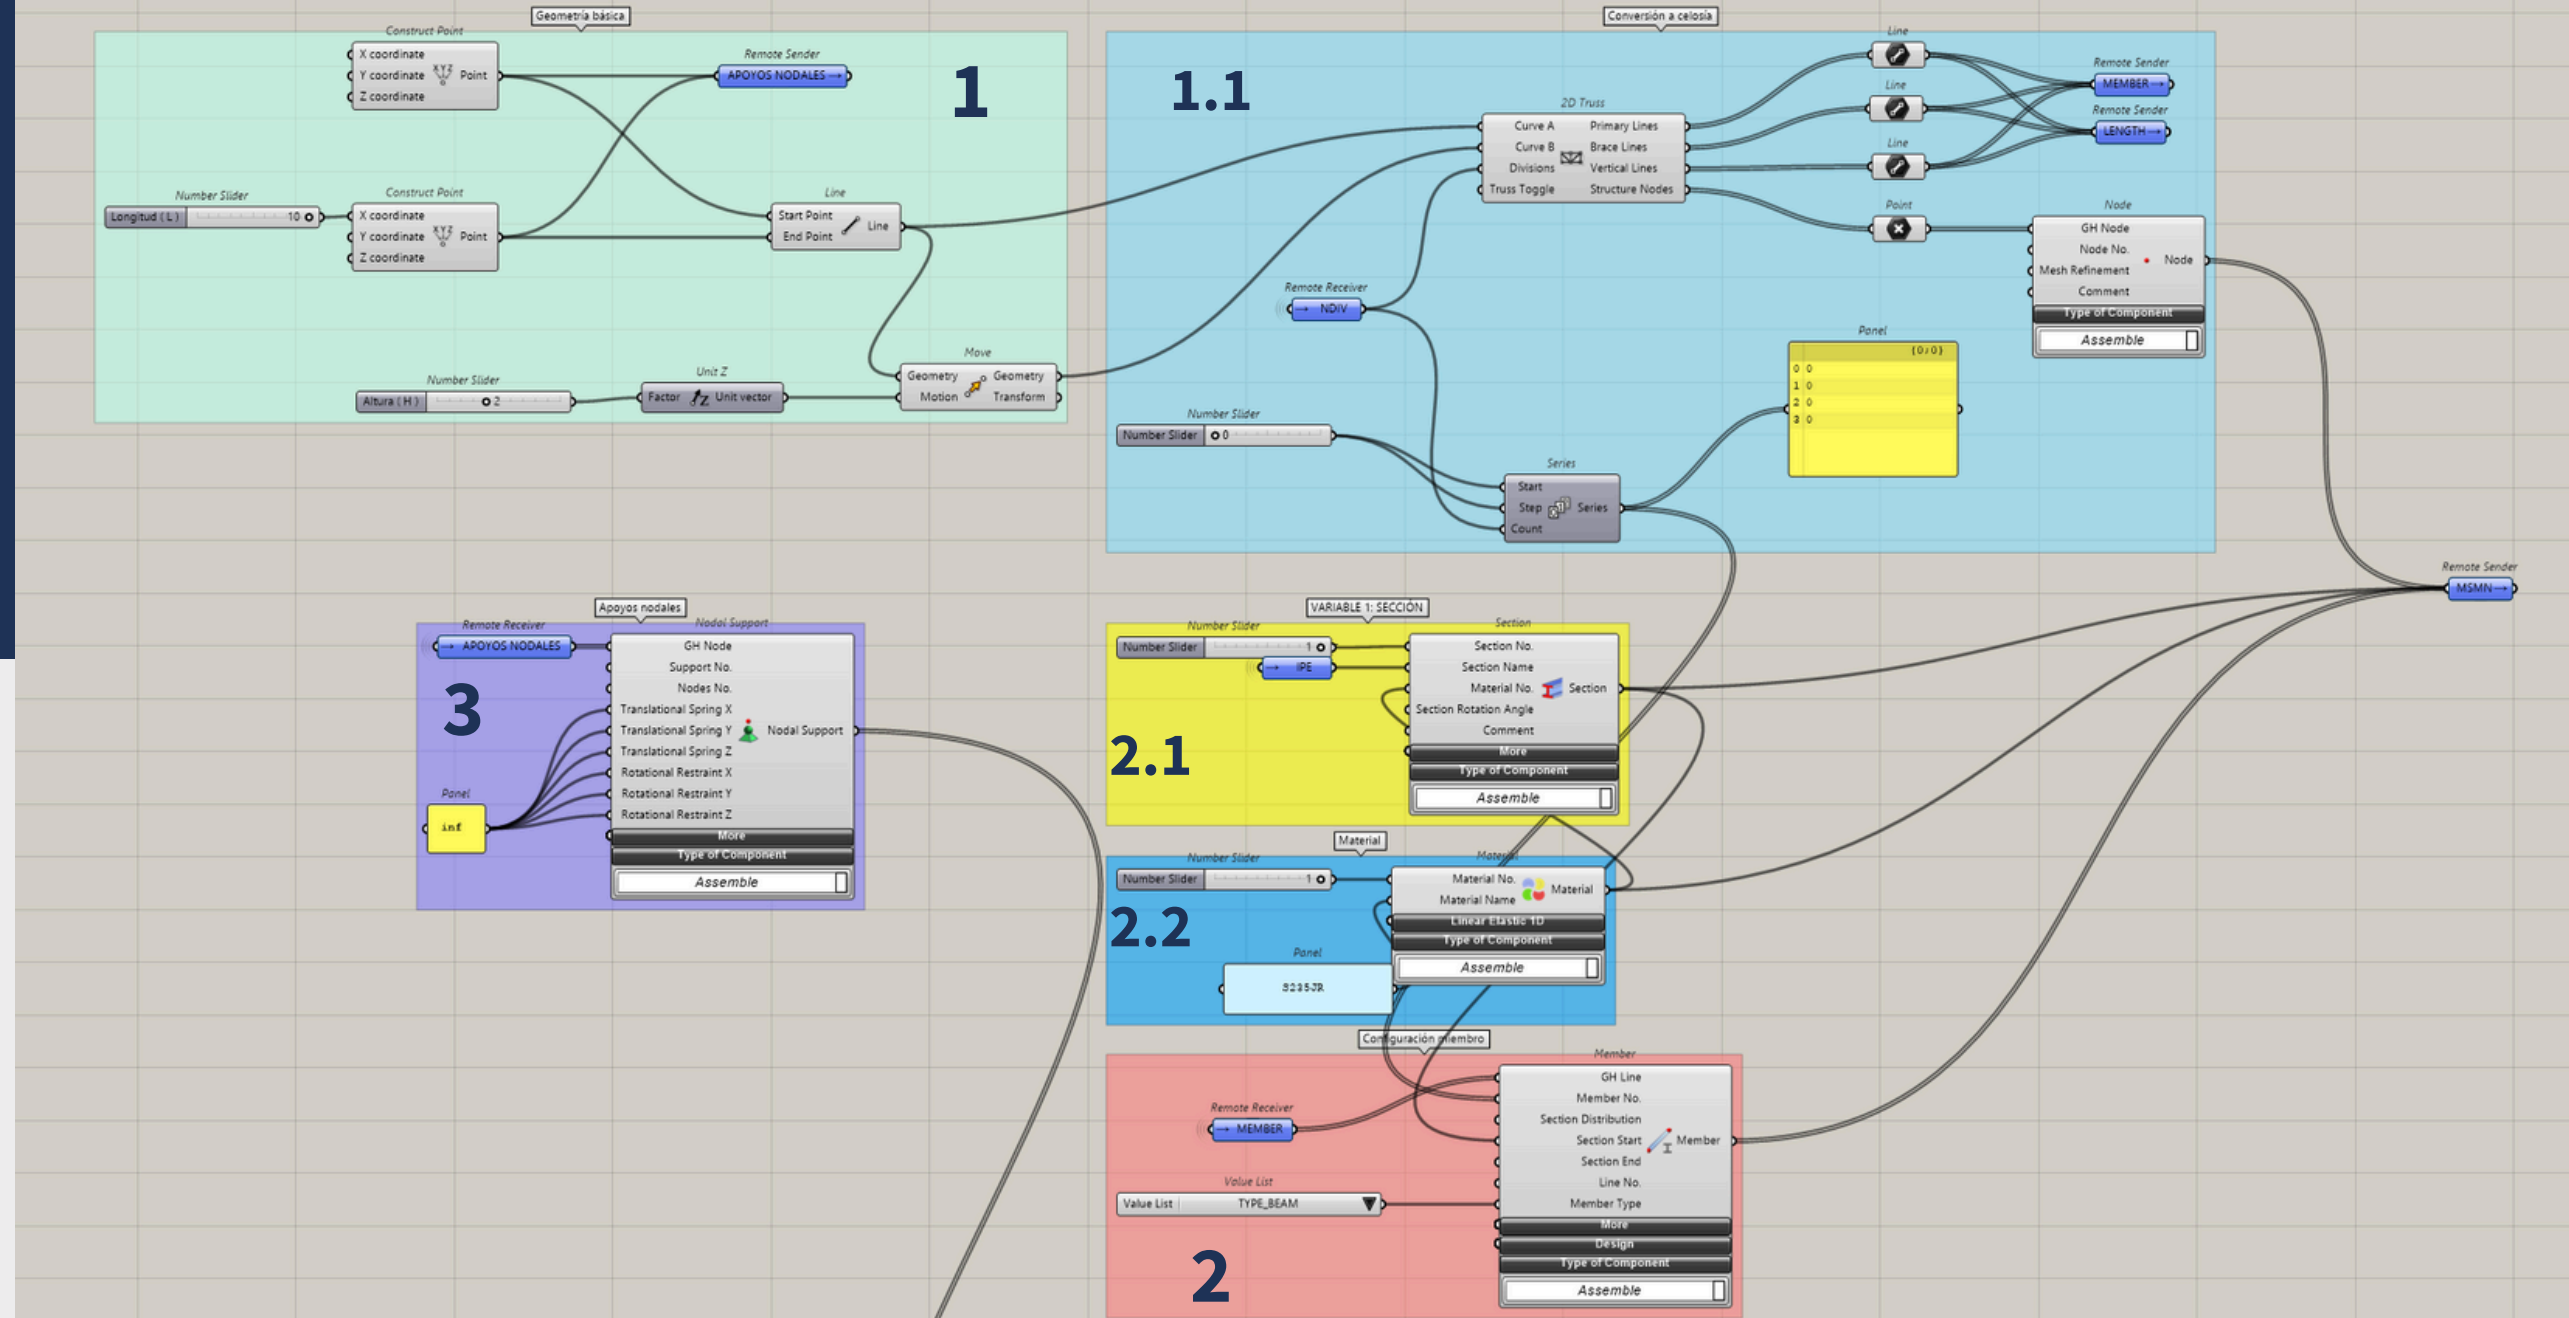 Geometría básica
Construct Point
X coordinate
Y coordinate
Z coordinate
XYZ
Point
Remote Sender
APOYOS NODALES →
1
Number Slider
Longitud ( L )
10
Construct Point
X coordinate
Y coordinate
Z coordinate
XYZ
Point
Line
Start Point
End Point
Line
Number Slider
Altura ( H )
2
Unit Z
Factor
Z
Unit vector
Move
Geometry
Motion
Geometry
Transform
Conversión a celosía
1.1
2D Truss
Curve A
Curve B
Divisions
Truss Toggle
Primary Lines
Brace Lines
Vertical Lines
Structure Nodes
Line
Line
Line
Point
Remote Sender
MEMBER →
Remote Sender
LENGTH →
Node
GH Node
Node No.
Mesh Refinement
Comment
Node
Type of Component
Assemble
Remote Receiver
→ NDIV
Number Slider
Number Slider
0
Series
Start
Step
Count
Series
Panel
{0;0}
0 0
1 0
2 0
3 0
Remote Sender
MSMN →
Apoyos nodales
Remote Receiver
→ APOYOS NODALES
3
Panel
inf
Nodal Support
GH Node
Support No.
Nodes No.
Translational Spring X
Translational Spring Y
Translational Spring Z
Rotational Restraint X
Rotational Restraint Y
Rotational Restraint Z
Nodal Support
More
Type of Component
Assemble
VARIABLE 1: SECCIÓN
Number Slider
Number Slider
1
→ IPE
2.1
Section
Section No.
Section Name
Material No.
Section Rotation Angle
Comment
Section
More
Type of Component
Assemble
Material
Number Slider
Number Slider
1
2.2
Panel
S235JR
Material
Material No.
Material Name
Material
Linear Elastic 1D
Type of Component
Assemble
Configuración miembro
Remote Receiver
→ MEMBER
Value List
Value List
TYPE_BEAM
2
Member
GH Line
Member No.
Section Distribution
Section Start
Section End
Line No.
Member Type
Member
More
Design
Type of Component
Assemble